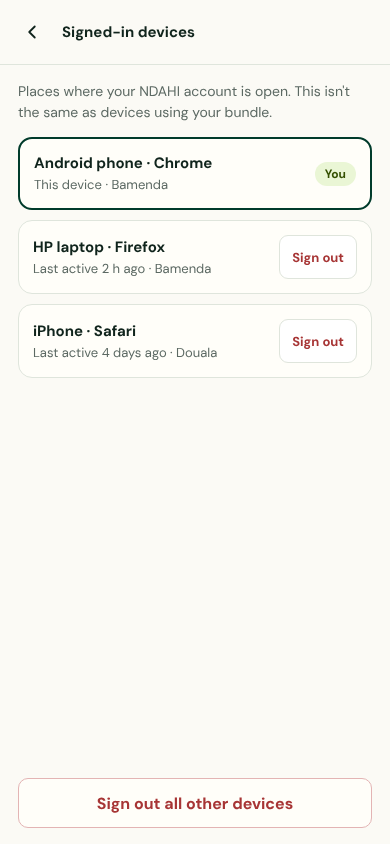 Signed-in devices
Places where your NDAHI account is open. This isn't
the same as devices using your bundle.
Android phone · Chrome
This device · Bamenda
You
HP laptop · Firefox
Last active 2 h ago · Bamenda
Sign out
iPhone · Safari
Last active 4 days ago · Douala
Sign out
Sign out all other devices